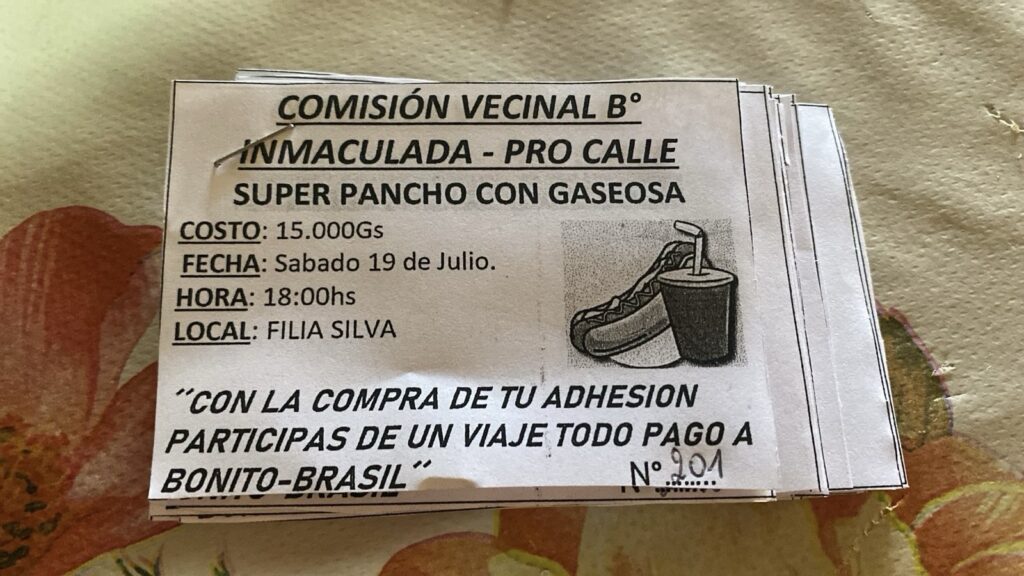 COMISIÓN VECINAL B°
INMACULADA - PRO CALLE
SUPER PANCHO CON GASEOSA
COSTO: 15.000Gs
FECHA: Sabado 19 de Julio.
HORA: 18:00hs
LOCAL: FILIA SILVA
´´CON LA COMPRA DE TU ADHESION
PARTICIPAS DE UN VIAJE TODO PAGO A
BONITO-BRASIL´´
N° 201